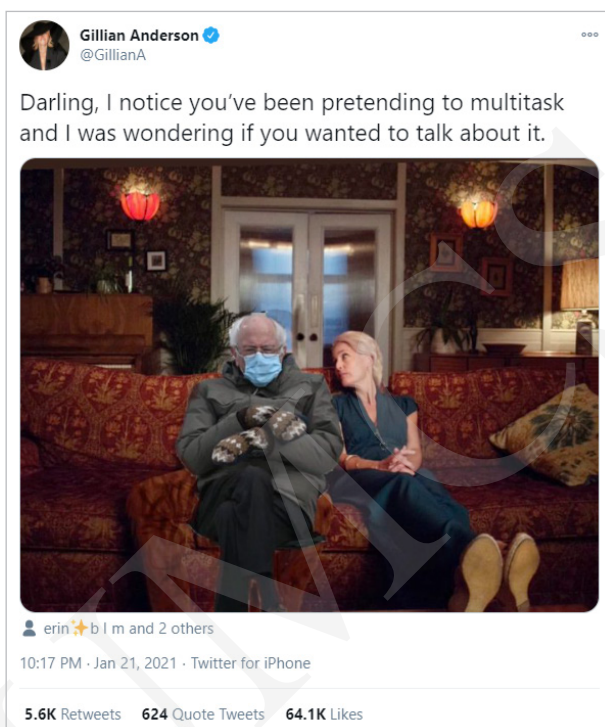 Gillian Anderson
@GillianA
Darling, I notice you've been pretending to multitask
and I was wondering if you wanted to talk about it.
erin✨b l m and 2 others
10:17 PM · Jan 21, 2021 · Twitter for iPhone
5.6K Retweets 624 Quote Tweets 64.1K Likes